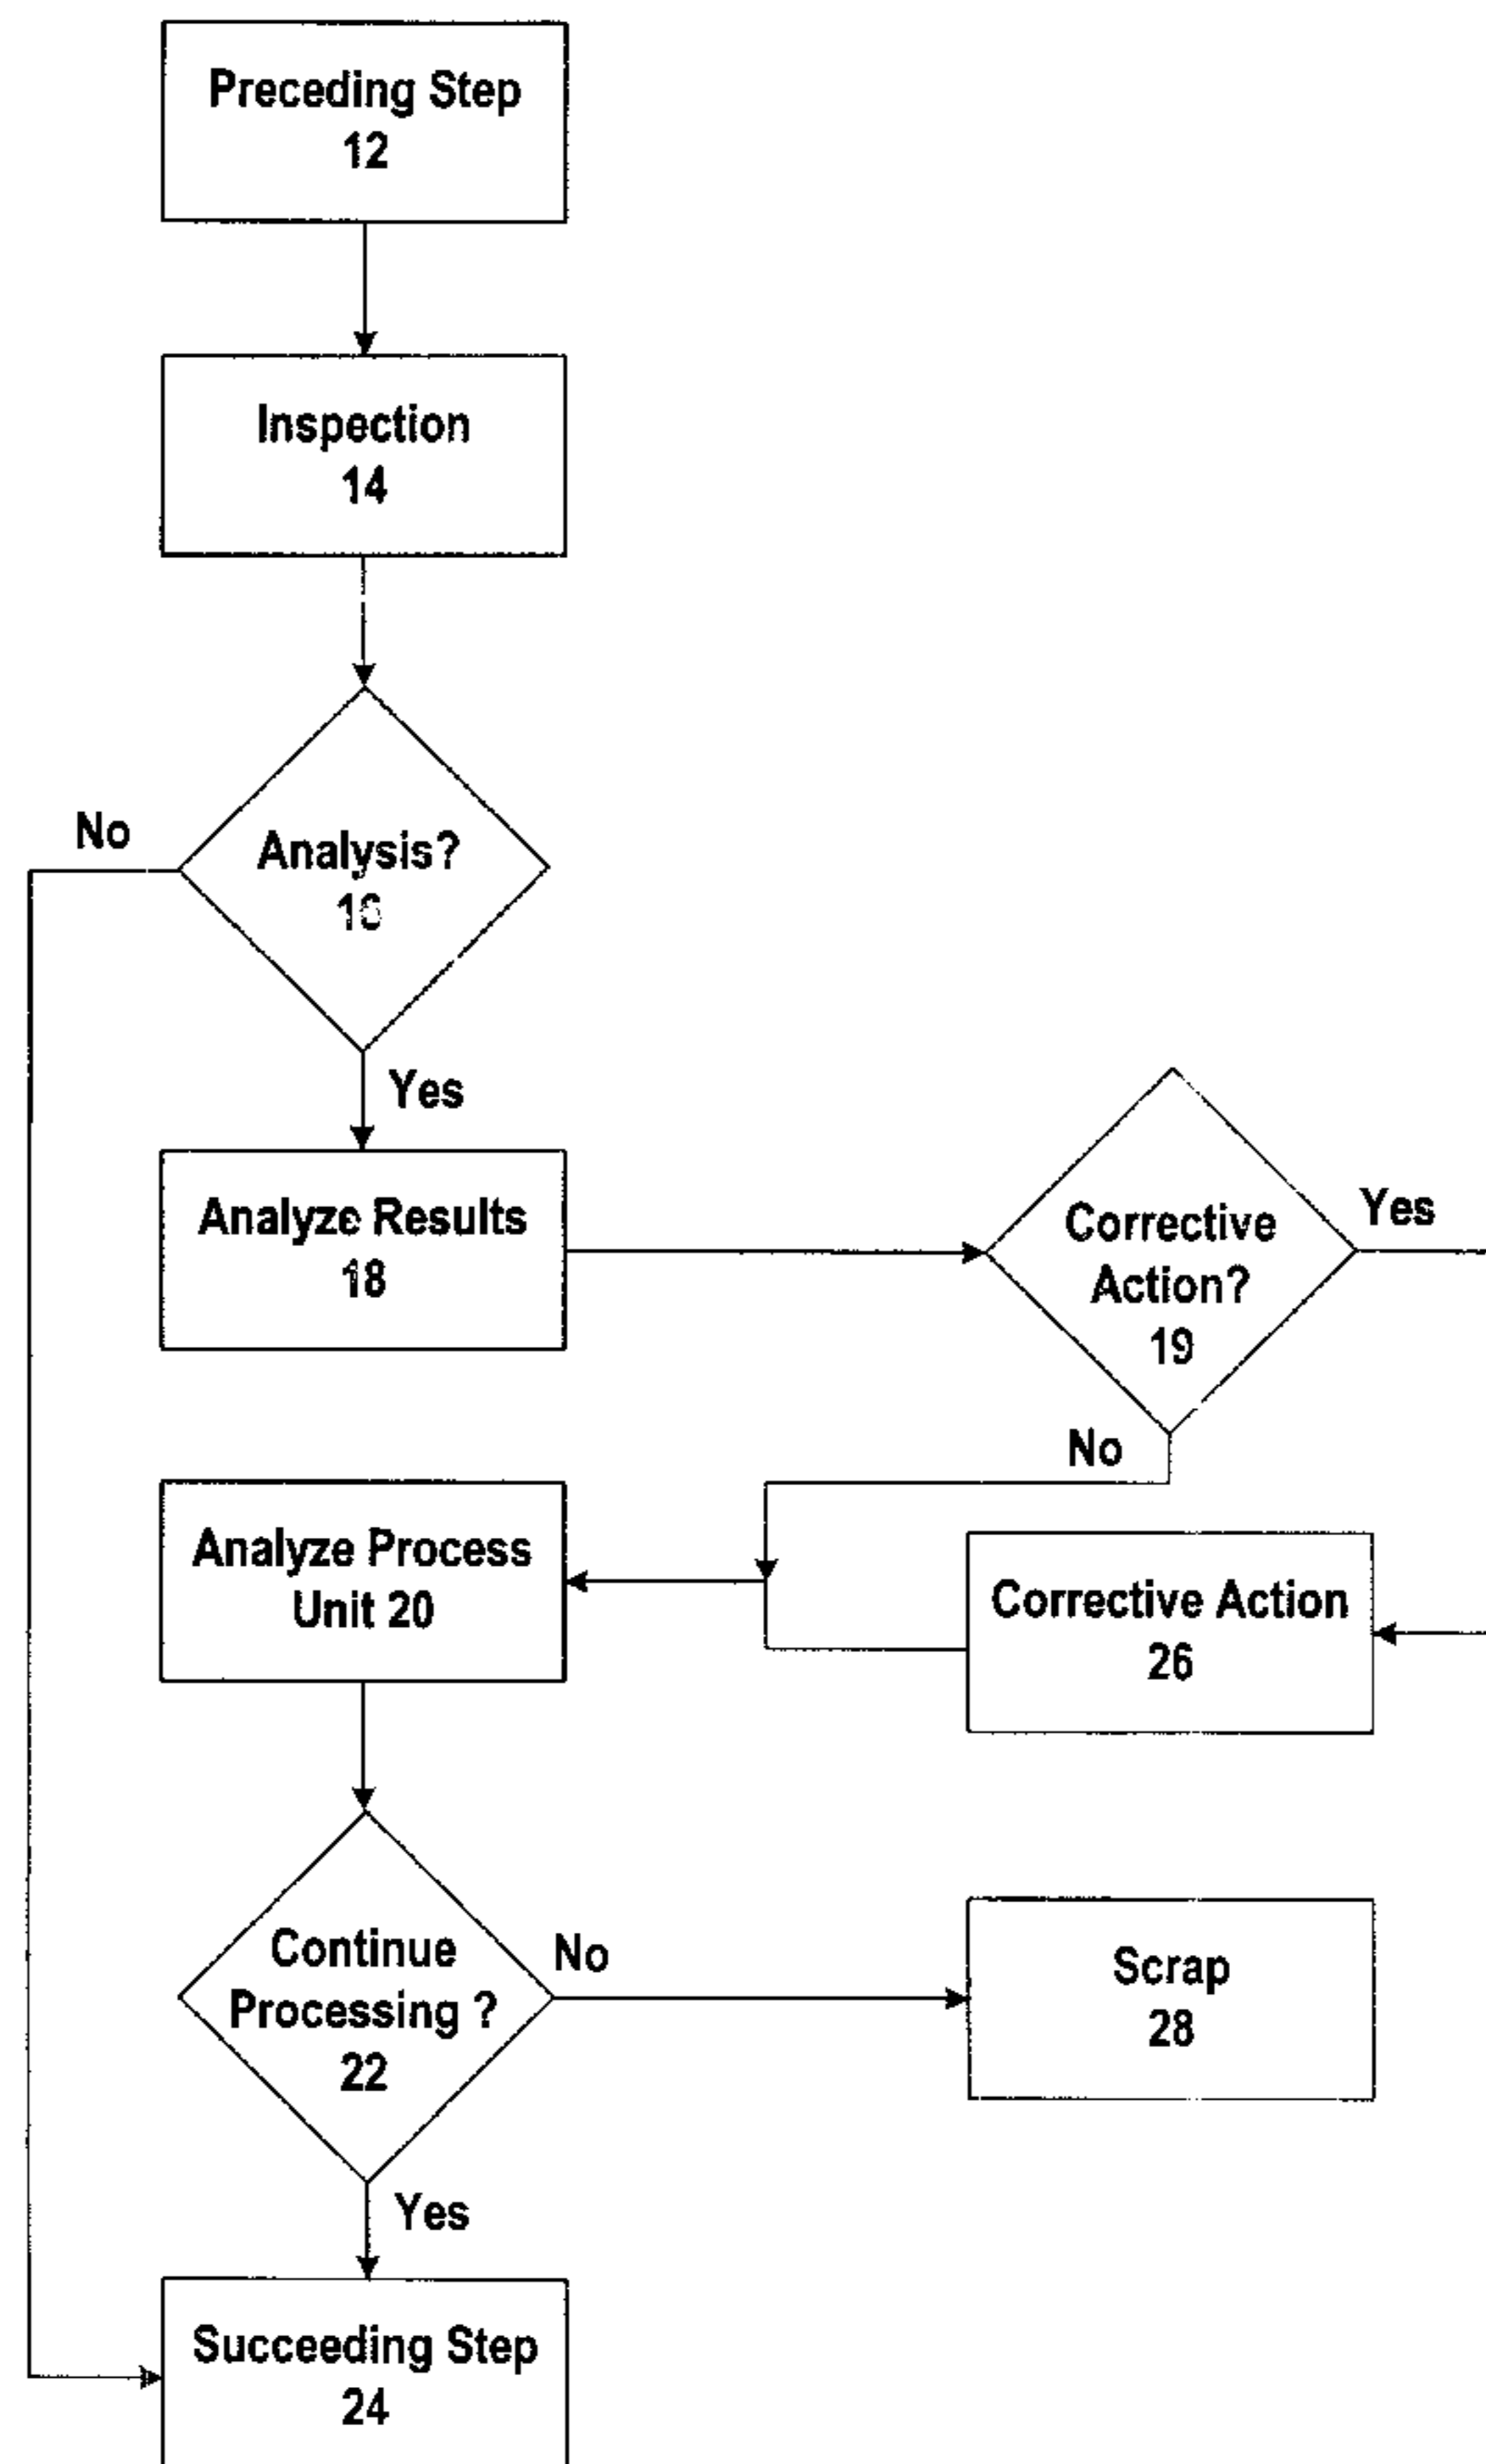 Preceding Step
12
Inspection
14
No
Analysis?
16
Yes
Analyze Results
18
Corrective
Action?
19
Yes
No
Analyze Process
Unit 20
Corrective Action
26
Continue
Processing ?
22
No
Scrap
28
Yes
Succeeding Step
24